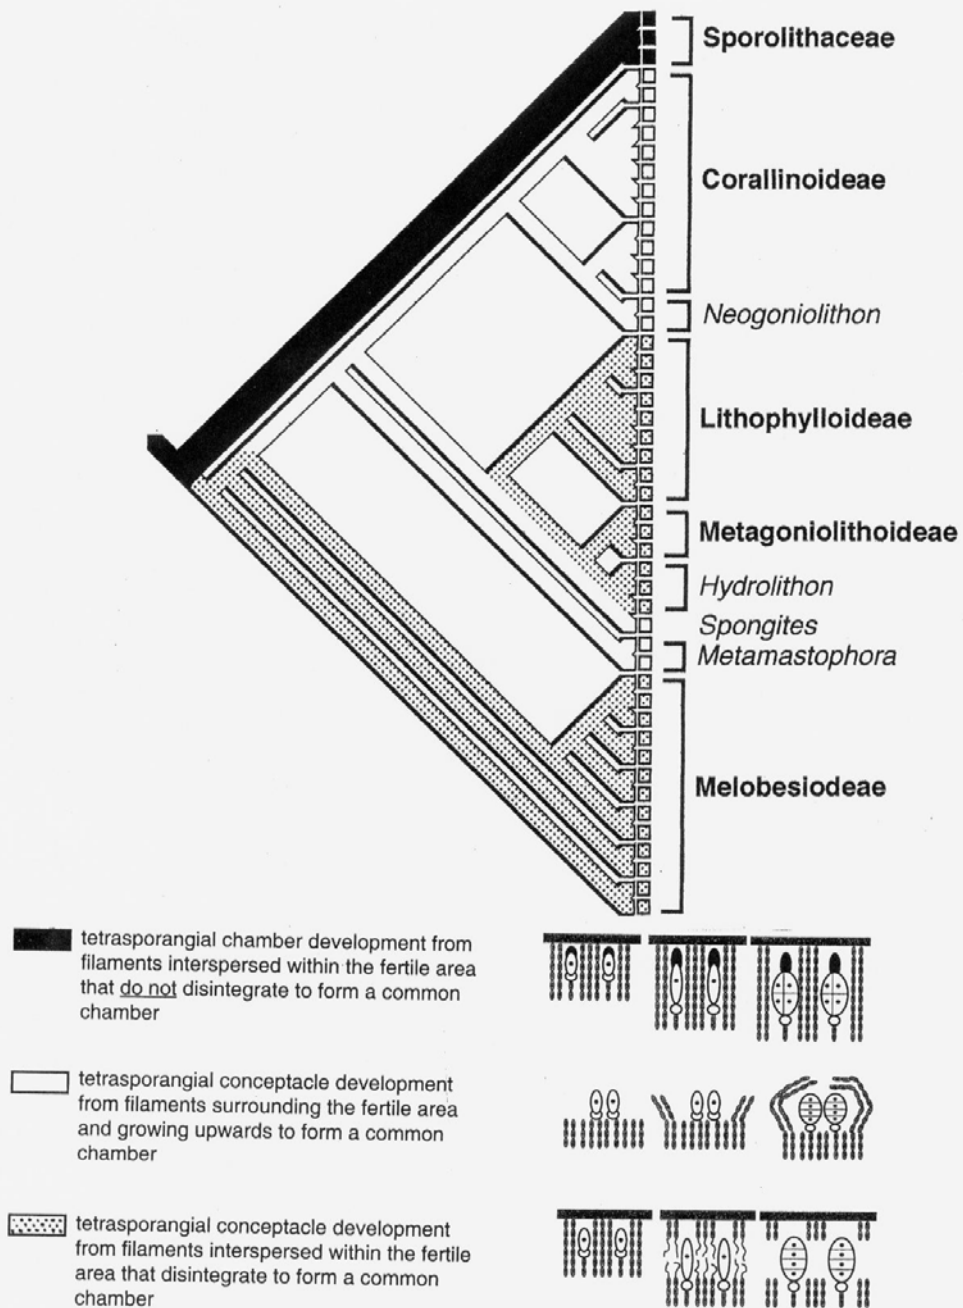 Sporolithaceae
Corallinoideae
Neogoniolithon
Lithophylloideae
Metagoniolithoideae
Hydrolithon
Spongites
Metamastophora
Melobesiodeae
tetrasporangial chamber development from
filaments interspersed within the fertile area
that do not disintegrate to form a common
chamber
tetrasporangial conceptacle development
from filaments surrounding the fertile area
and growing upwards to form a common
chamber
tetrasporangial conceptacle development
from filaments interspersed within the fertile
area that disintegrate to form a common
chamber